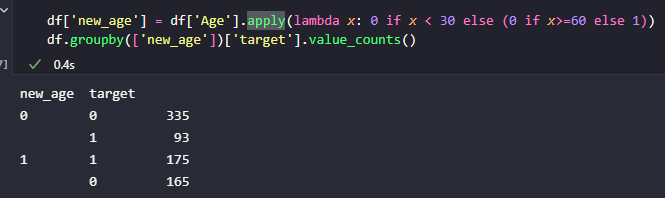 df['new_age'] = df['Age'].apply(lambda x: 0 if x < 30 else (0 if x>=60 else 1))
df.groupby(['new_age'])['target'].value_counts()
7]
✓ 0.4s
new_age target
0 0 335
1 93
1 1 175
0 165